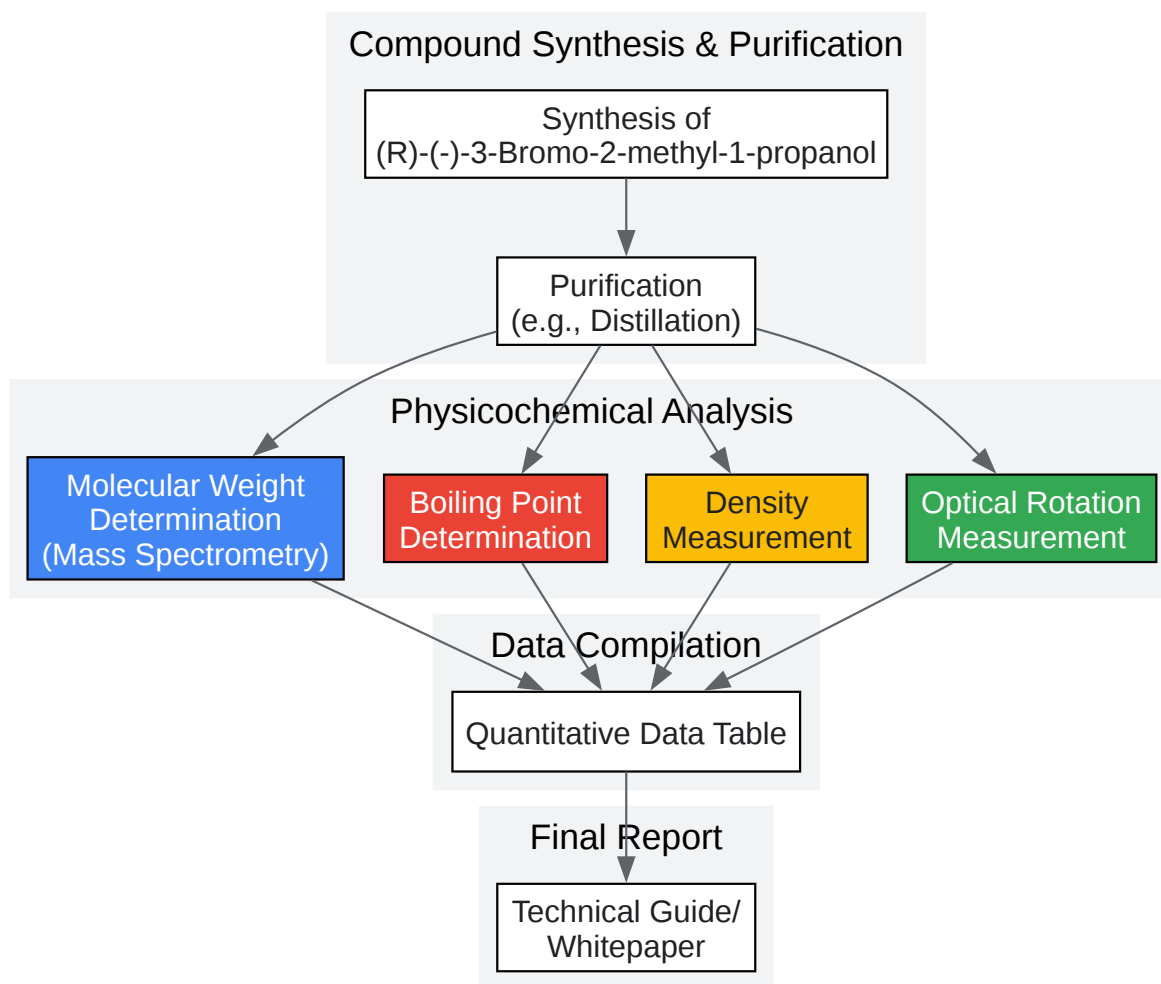 Compound Synthesis & Purification
Synthesis of
(R)-(-)-3-Bromo-2-methyl-1-propanol
Purification
(e.g., Distillation)
Physicochemical Analysis
Molecular Weight
Determination
(Mass Spectrometry)
Boiling Point
Determination
Density
Measurement
Optical Rotation
Measurement
Data Compilation
Quantitative Data Table
Final Report
Technical Guide/
Whitepaper